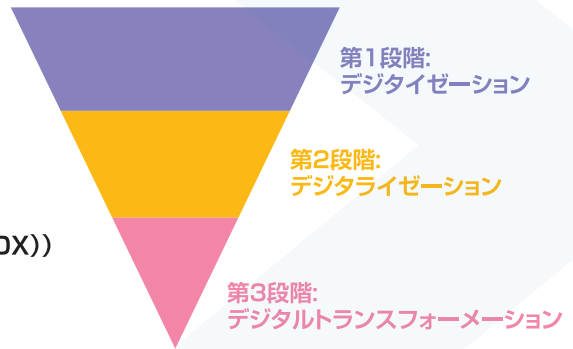 第1段階:
デジタイゼーション
第2段階:
デジタライゼーション
DX))
第3段階:
デジタルトランスフォーメーション